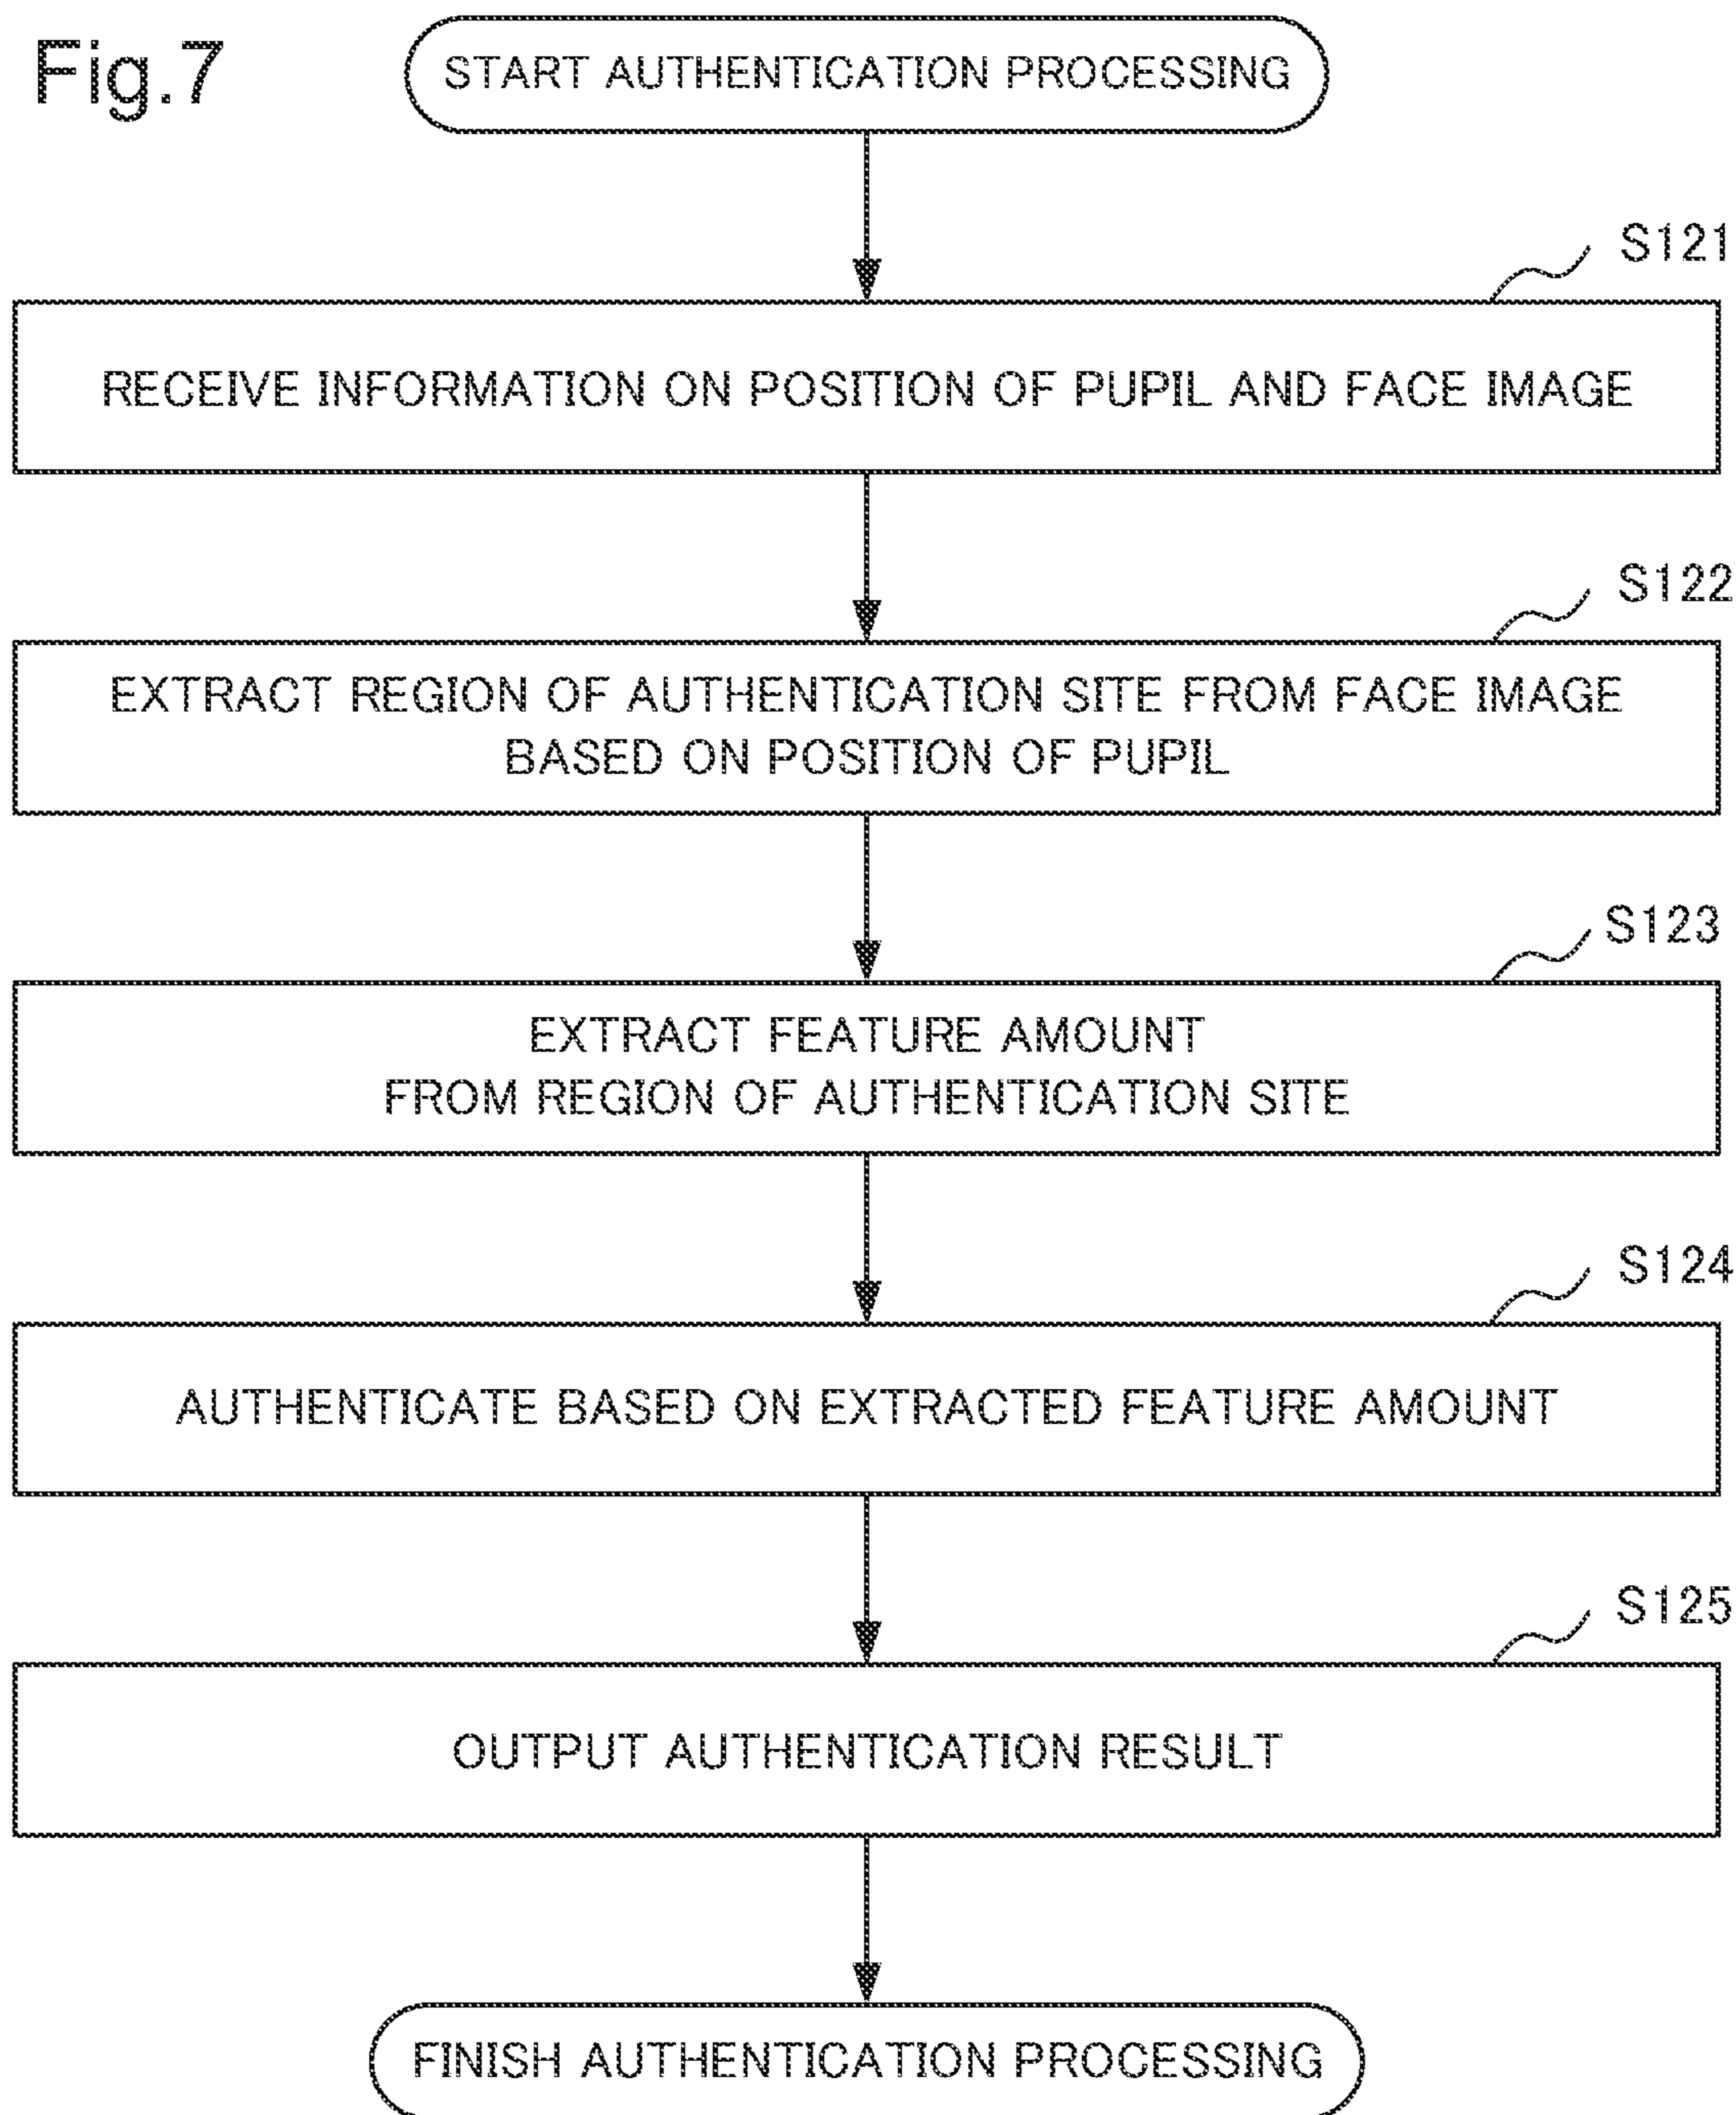 Fig.7
START AUTHENTICATION PROCESSING
S121
RECEIVE INFORMATION ON POSITION OF PUPIL AND FACE IMAGE
S122
EXTRACT REGION OF AUTHENTICATION SITE FROM FACE IMAGE
BASED ON POSITION OF PUPIL
S123
EXTRACT FEATURE AMOUNT
FROM REGION OF AUTHENTICATION SITE
S124
AUTHENTICATE BASED ON EXTRACTED FEATURE AMOUNT
S125
OUTPUT AUTHENTICATION RESULT
FINISH AUTHENTICATION PROCESSING